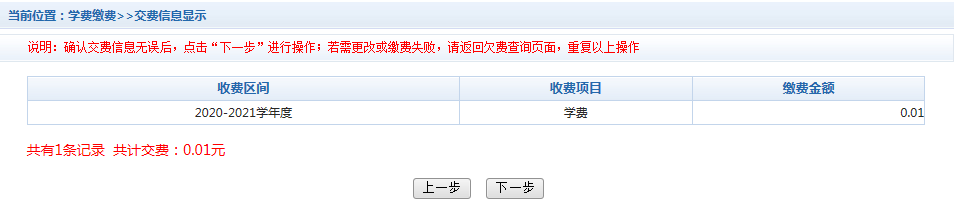 当前位置：学费缴费>>交费信息显示
说明：确认交费信息无误后，点击“下一步”进行操作；若需更改或缴费失败，请返回欠费查询页面，重复以上操作
收费区间 收费项目 缴费金额
2020-2021学年度 学费 0.01
共有1条记录 共计交费：0.01元
上一步 下一步